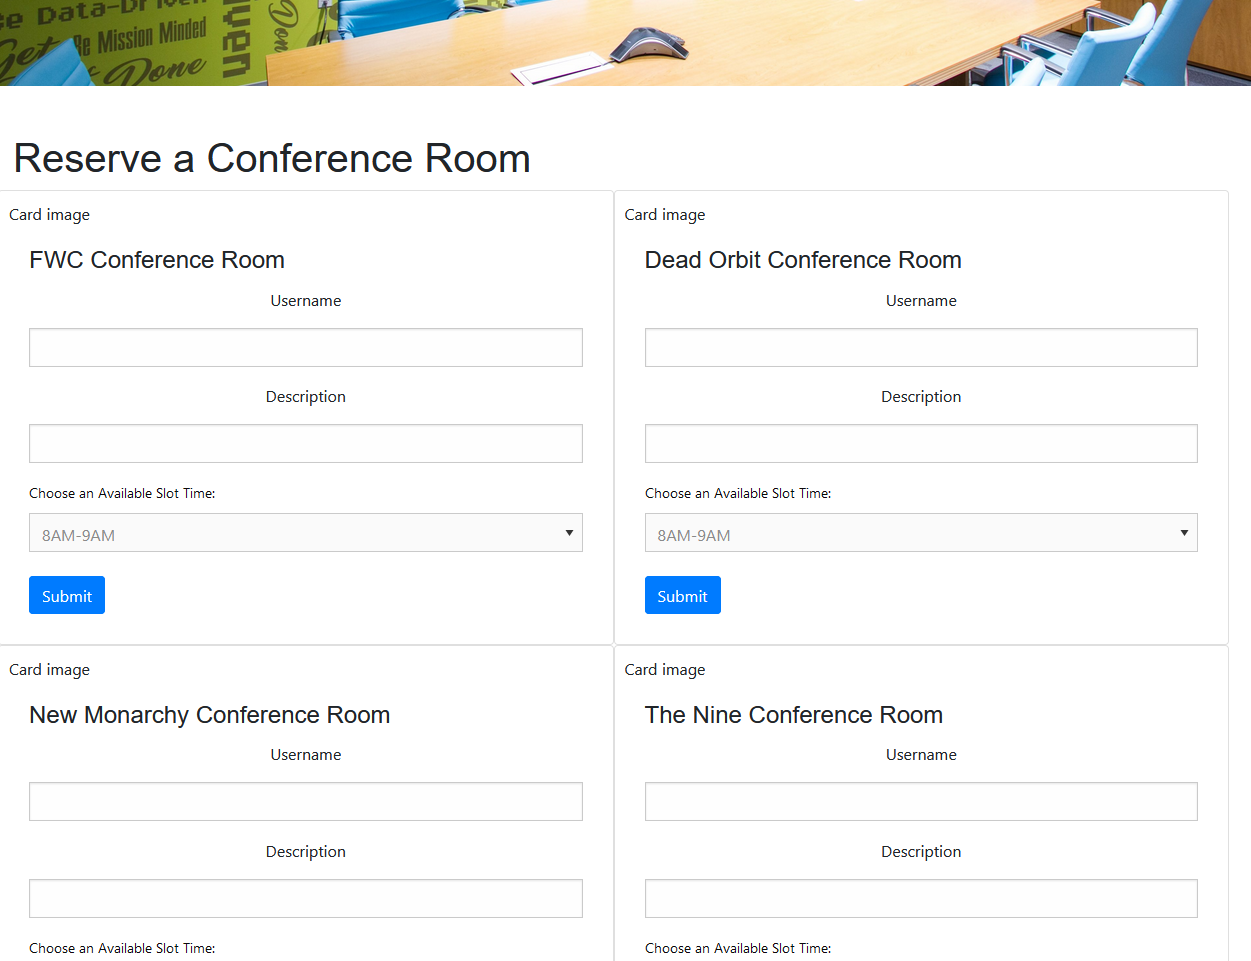 Be Data-Driven
Get
Be Mission Minded
Done
Reserve a Conference Room
Card image
FWC Conference Room
Username
Description
Choose an Available Slot Time:
8AM-9AM
Submit
Card image
Dead Orbit Conference Room
Username
Description
Choose an Available Slot Time:
8AM-9AM
Submit
Card image
New Monarchy Conference Room
Username
Description
Choose an Available Slot Time:
Card image
The Nine Conference Room
Username
Description
Choose an Available Slot Time: